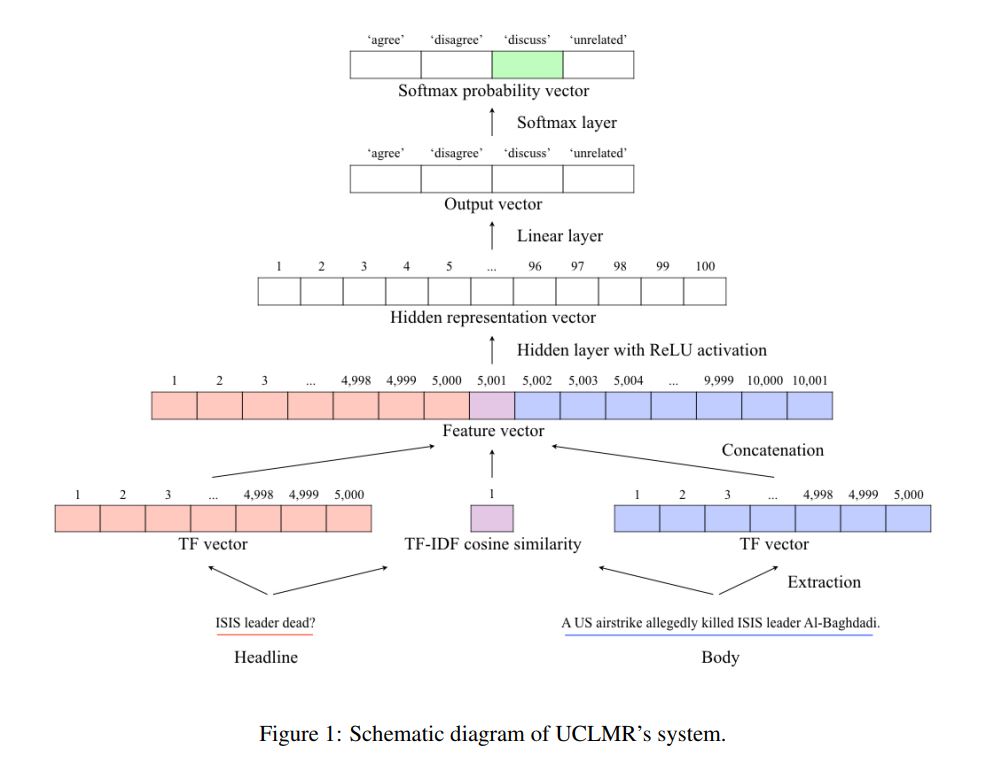 ‘agree’ ‘disagree’ ‘discuss’ ‘unrelated’
Softmax probability vector
Softmax layer
‘agree’ ‘disagree’ ‘discuss’ ‘unrelated’
Output vector
Linear layer
1 2 3 4 5 ... 96 97 98 99 100
Hidden representation vector
Hidden layer with ReLU activation
1 2 3 ... 4,998 4,999 5,000 5,001 5,002 5,003 5,004 ... 9,999 10,000 10,001
Feature vector
Concatenation
1 2 3 ... 4,998 4,999 5,000 1 1 2 3 ... 4,998 4,999 5,000
TF vector TF-IDF cosine similarity TF vector
Extraction
ISIS leader dead? A US airstrike allegedly killed ISIS leader Al-Baghdadi.
Headline Body
Figure 1: Schematic diagram of UCLMR’s system.